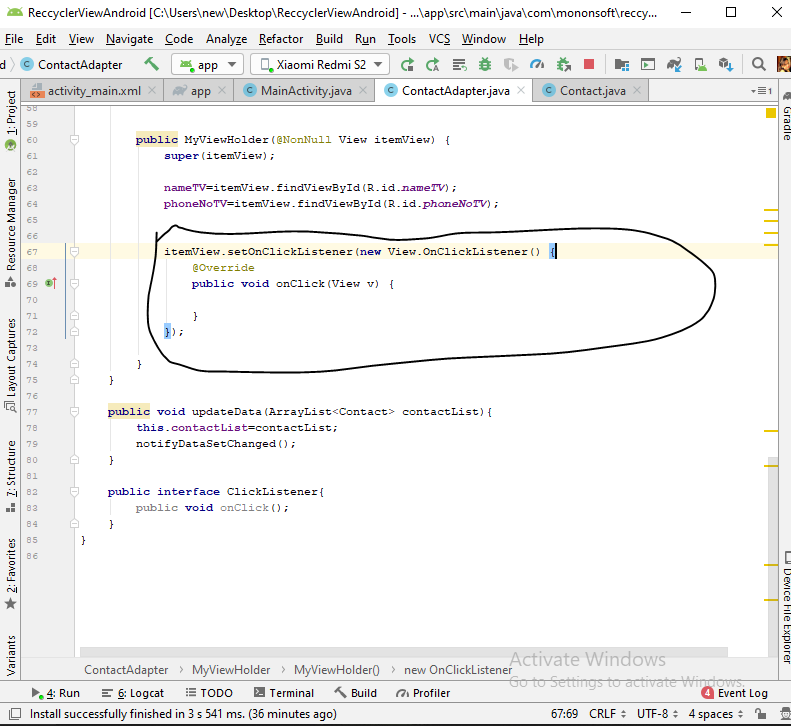 ReccyclerViewAndroid [C:\Users\new\Desktop\ReccyclerViewAndroid] - ...\app\src\main\java\com\mononsoft\reccy...
File Edit View Navigate Code Analyze Refactor Build Run Tools VCS Window Help
ContactAdapter app Xiaomi Redmi S2
activity_main.xml app MainActivity.java ContactAdapter.java Contact.java 1
1: Project
Resource Manager
Layout Captures
7: Structure
2: Favorites
Build Variants
Gradle
Device File Explorer
58
59
60 public MyViewHolder(@NonNull View itemView) {
61 super(itemView);
62
63 nameTV=itemView.findViewById(R.id.nameTV);
64 phoneNoTV=itemView.findViewById(R.id.phoneNoTV);
65
66
67 itemView.setOnClickListener(new View.OnClickListener() {
68 @Override
69 public void onClick(View v) {
70
71 }
72 });
73
74 }
75 }
76
77 public void updateData(ArrayList<Contact> contactList){
78 this.contactList=contactList;
79 notifyDataSetChanged();
80 }
81
82 public interface ClickListener{
83 public void onClick();
84 }
85 }
86
ContactAdapter MyViewHolder MyViewHolder() new OnClickListener
Activate Windows
Go to Settings to activate Windows.
4: Run 6: Logcat TODO Terminal Build Profiler 4 Event Log
Install successfully finished in 3 s 541 ms. (36 minutes ago) 67:69 CRLF UTF-8 4 spaces